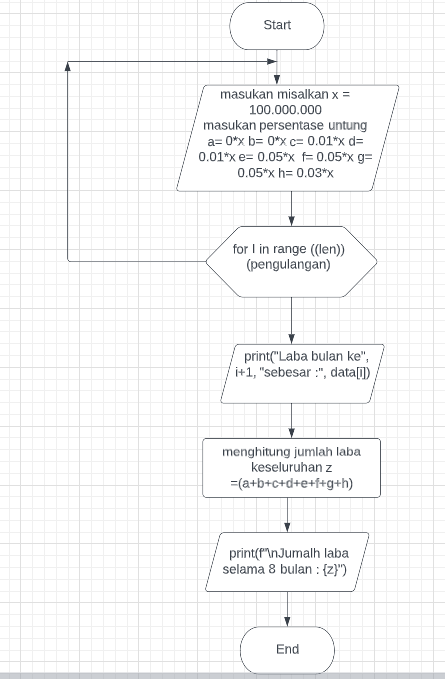 Start
masukan misalkan x =
100.000.000
masukan persentase untung
a= 0*x b= 0*x c= 0.01*x d=
0.01*x e= 0.05*x f= 0.05*x g=
0.05*x h= 0.03*x
for I in range ((len))
(pengulangan)
print("Laba bulan ke",
i+1, "sebesar :", data[i])
menghitung jumlah laba
keseluruhan z
=(a+b+c+d+e+f+g+h)
print(f"\nJumalh laba
selama 8 bulan : {z}")
End